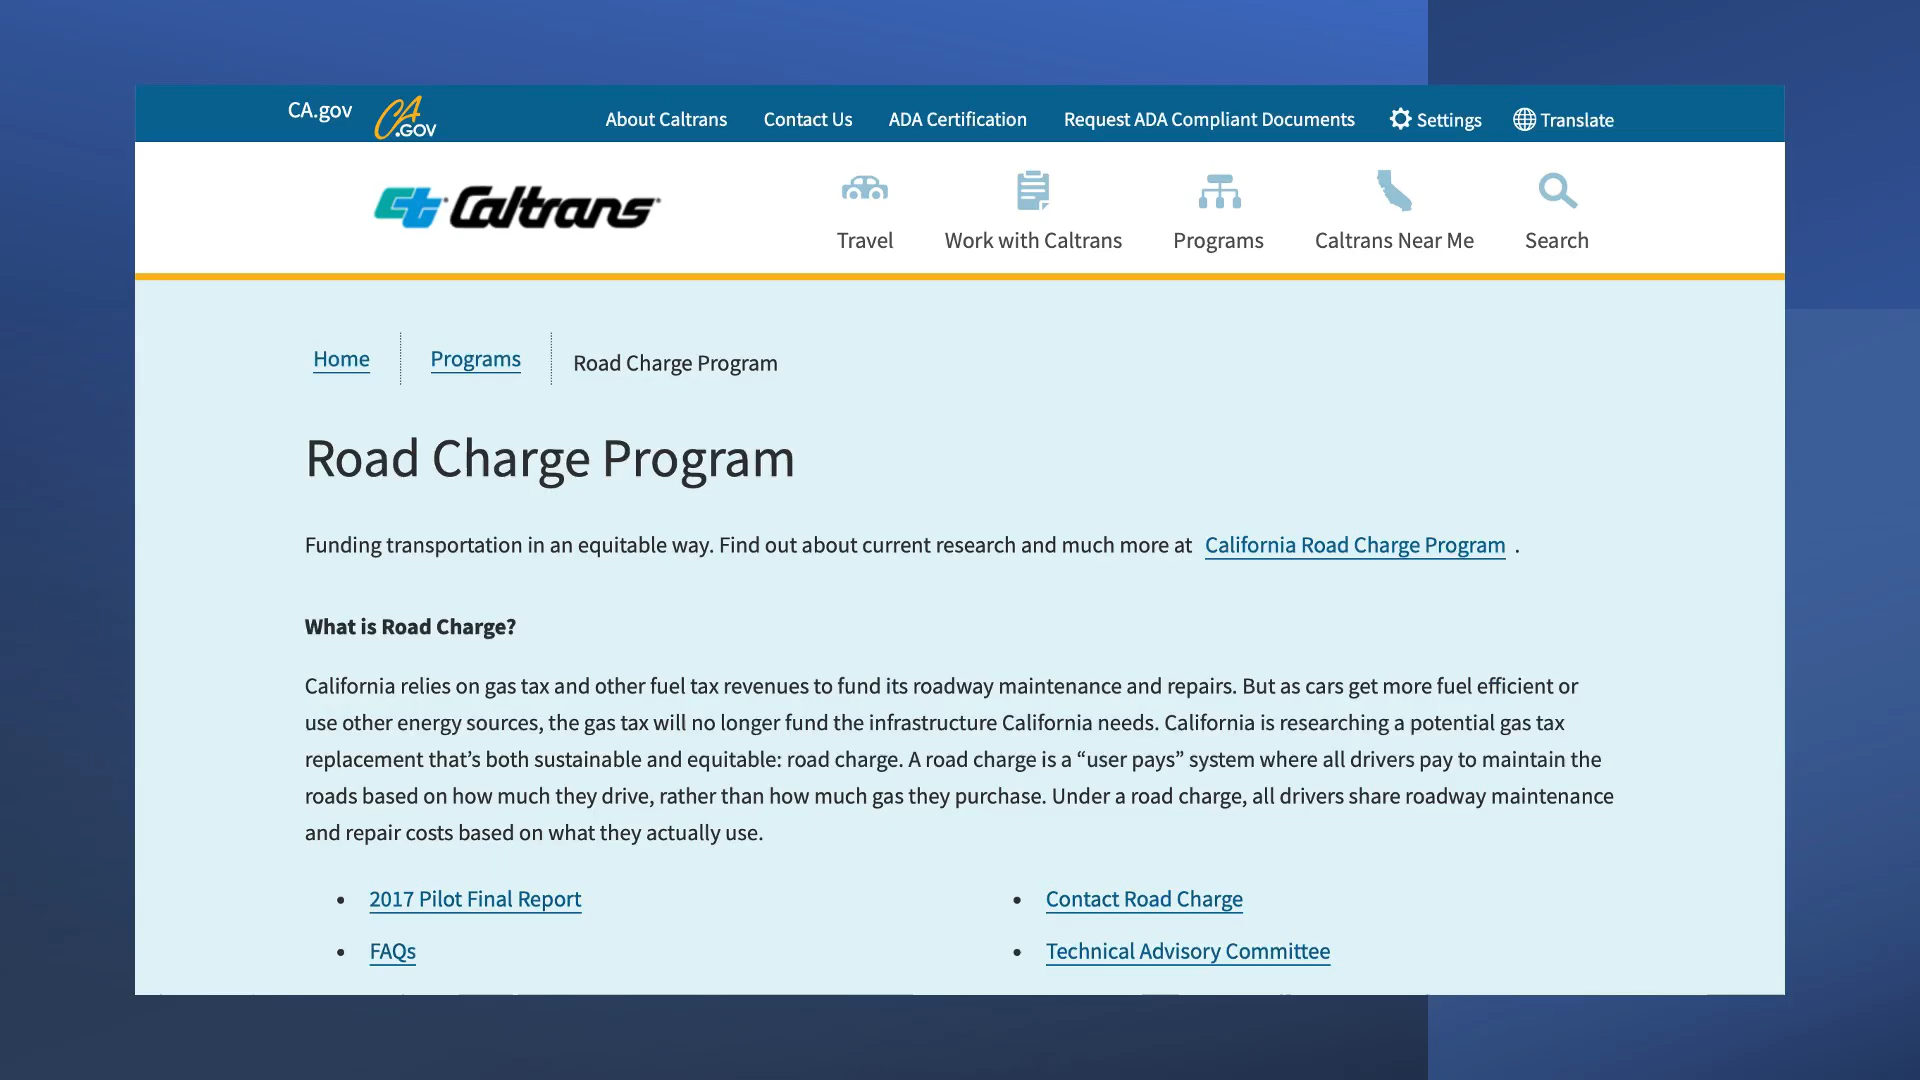 CA.gov CA.GOV About Caltrans Contact Us ADA Certification Request ADA Compliant Documents Settings Translate
Caltrans
Travel Work with Caltrans Programs Caltrans Near Me Search
Home Programs Road Charge Program
Road Charge Program
Funding transportation in an equitable way. Find out about current research and much more at California Road Charge Program .
What is Road Charge?
California relies on gas tax and other fuel tax revenues to fund its roadway maintenance and repairs. But as cars get more fuel efficient or
use other energy sources, the gas tax will no longer fund the infrastructure California needs. California is researching a potential gas tax
replacement that’s both sustainable and equitable: road charge. A road charge is a “user pays” system where all drivers pay to maintain the
roads based on how much they drive, rather than how much gas they purchase. Under a road charge, all drivers share roadway maintenance
and repair costs based on what they actually use.
• 2017 Pilot Final Report • Contact Road Charge
• FAQs • Technical Advisory Committee